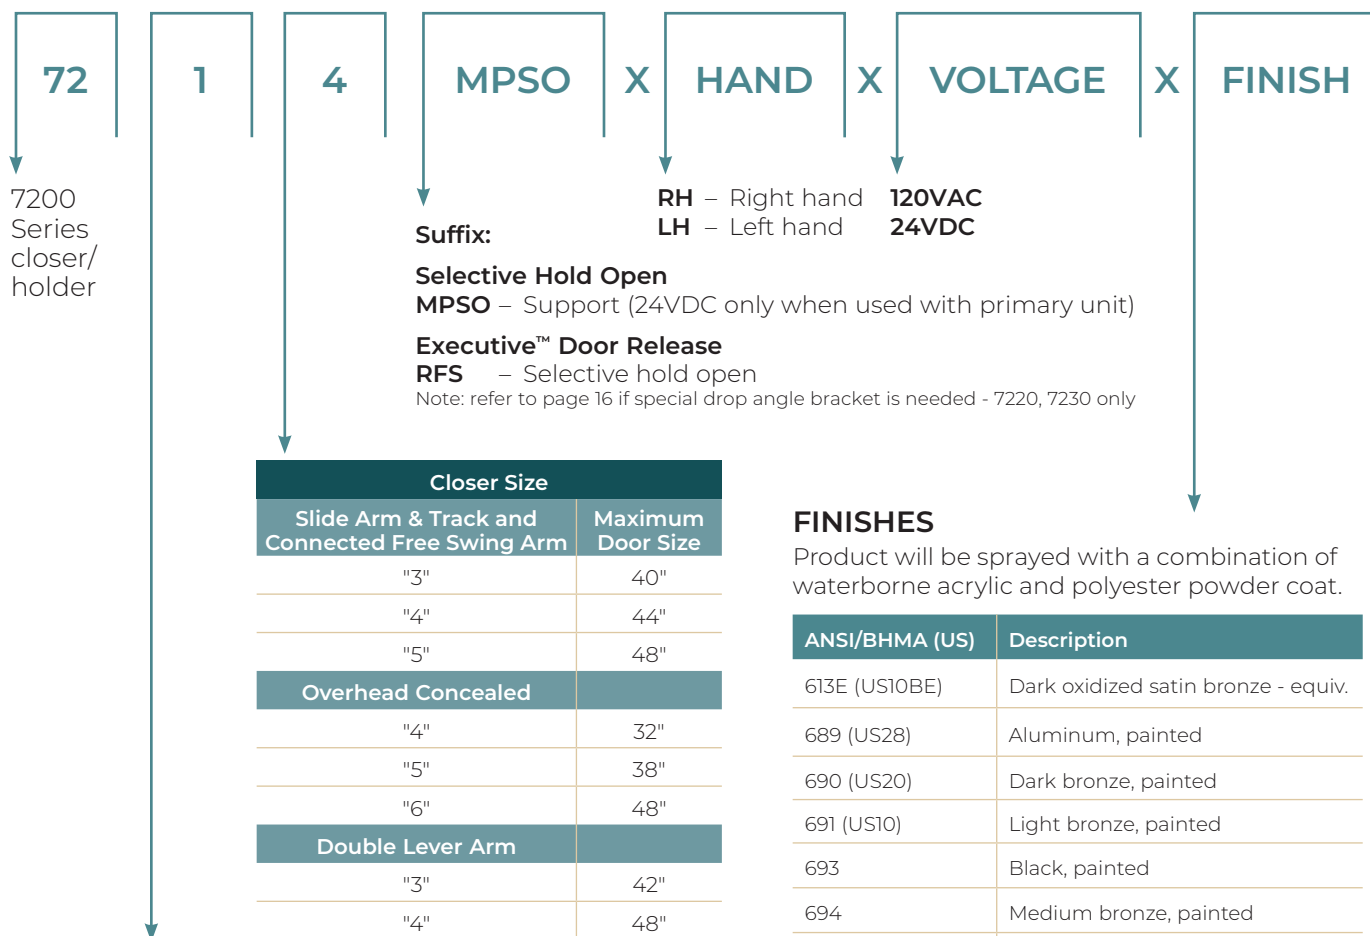 72 1 4 MPSO X HAND X VOLTAGE X FINISH
7200
Series
closer/
holder
RH – Right hand
LH – Left hand
120VAC
24VDC
Suffix:
Selective Hold Open
MPSO – Support (24VDC only when used with primary unit)
Executive™ Door Release
RFS – Selective hold open
Note: refer to page 16 if special drop angle bracket is needed - 7220, 7230 only
Closer Size
Slide Arm & Track and
Connected Free Swing Arm
Maximum
Door Size
"3" 40"
"4" 44"
"5" 48"
Overhead Concealed
"4" 32"
"5" 38"
"6" 48"
Double Lever Arm
"3" 42"
"4" 48"
FINISHES
Product will be sprayed with a combination of
waterborne acrylic and polyester powder coat.
ANSI/BHMA (US) Description
613E (US10BE) Dark oxidized satin bronze - equiv.
689 (US28) Aluminum, painted
690 (US20) Dark bronze, painted
691 (US10) Light bronze, painted
693 Black, painted
694 Medium bronze, painted